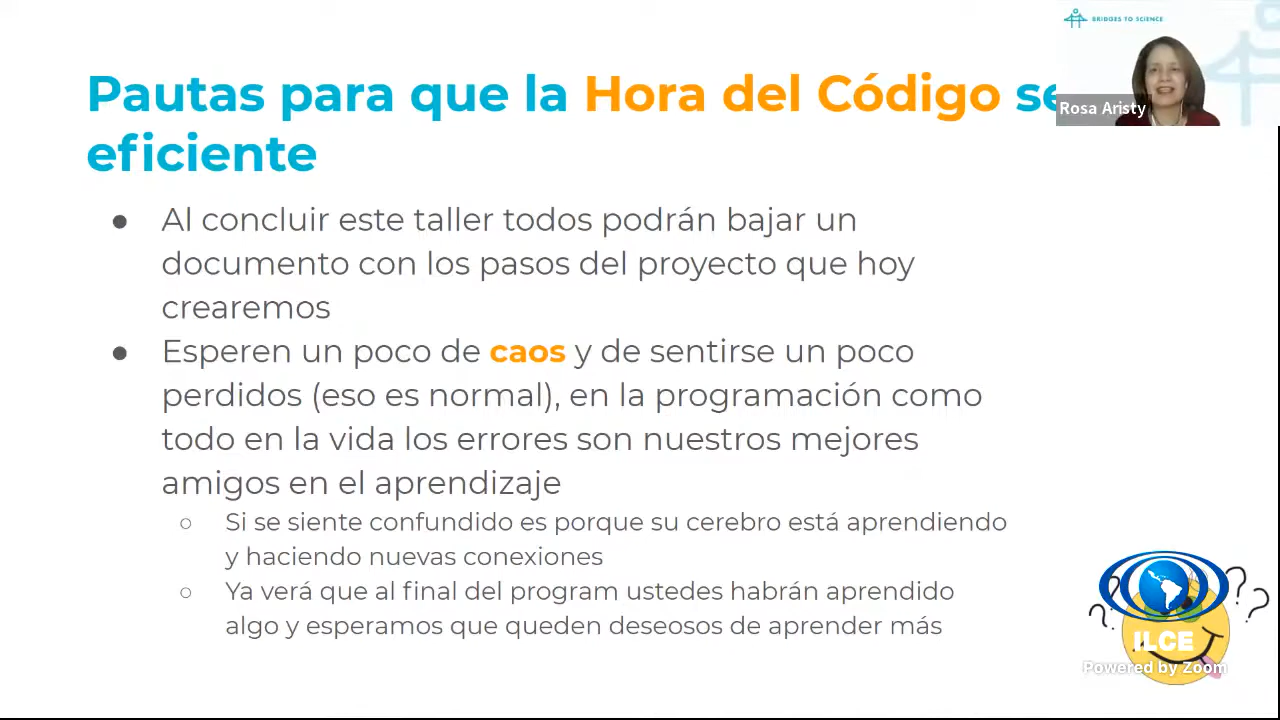 BRIDGES TO SCIENCE
Rosa Aristy
Pautas para que la Hora del Código se
eficiente
● Al concluir este taller todos podrán bajar un
documento con los pasos del proyecto que hoy
crearemos
● Esperen un poco de caos y de sentirse un poco
perdidos (eso es normal), en la programación como
todo en la vida los errores son nuestros mejores
amigos en el aprendizaje
○ Si se siente confundido es porque su cerebro está aprendiendo
y haciendo nuevas conexiones
○ Ya verá que al final del program ustedes habrán aprendido
algo y esperamos que queden deseosos de aprender más
? ? ? ?
ILCE
Powered by Zoom